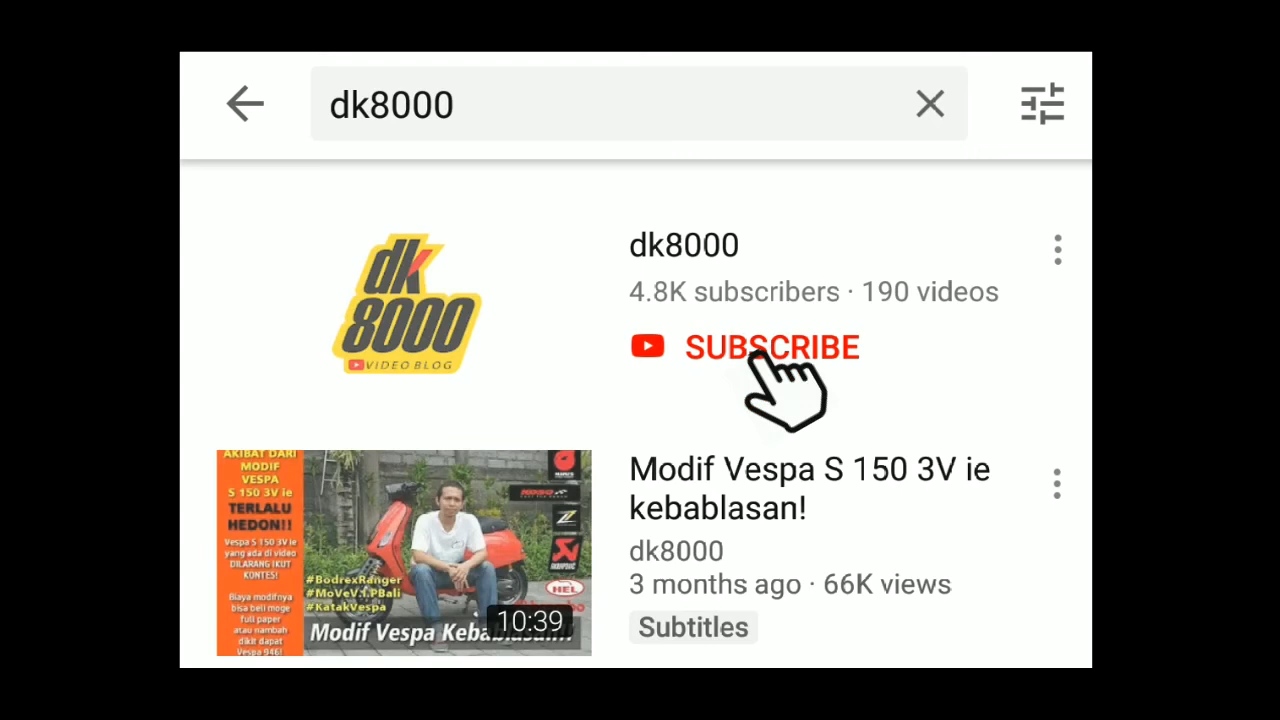 dk8000
dk
8000
VIDEO BLOG
dk8000
4.8K subscribers · 190 videos
SUBSCRIBE
AKIBAT DARI
MODIF
VESPA
S 150 3V ie
TERLALU
HEDON!!
Vespa S 150 3V ie
yang ada di video
DILARANG IKUT
KONTES!
Biaya modifnya
bisa beli moge
full paper
atau nambah
dikit dapat
Vespa 946!
#BodrexRanger
#MoVeV.I.PBali
#KatakVespa
HEL
Modif Vespa Kebablasan!!
10:39
Modif Vespa S 150 3V ie
kebablasan!
dk8000
3 months ago · 66K views
Subtitles